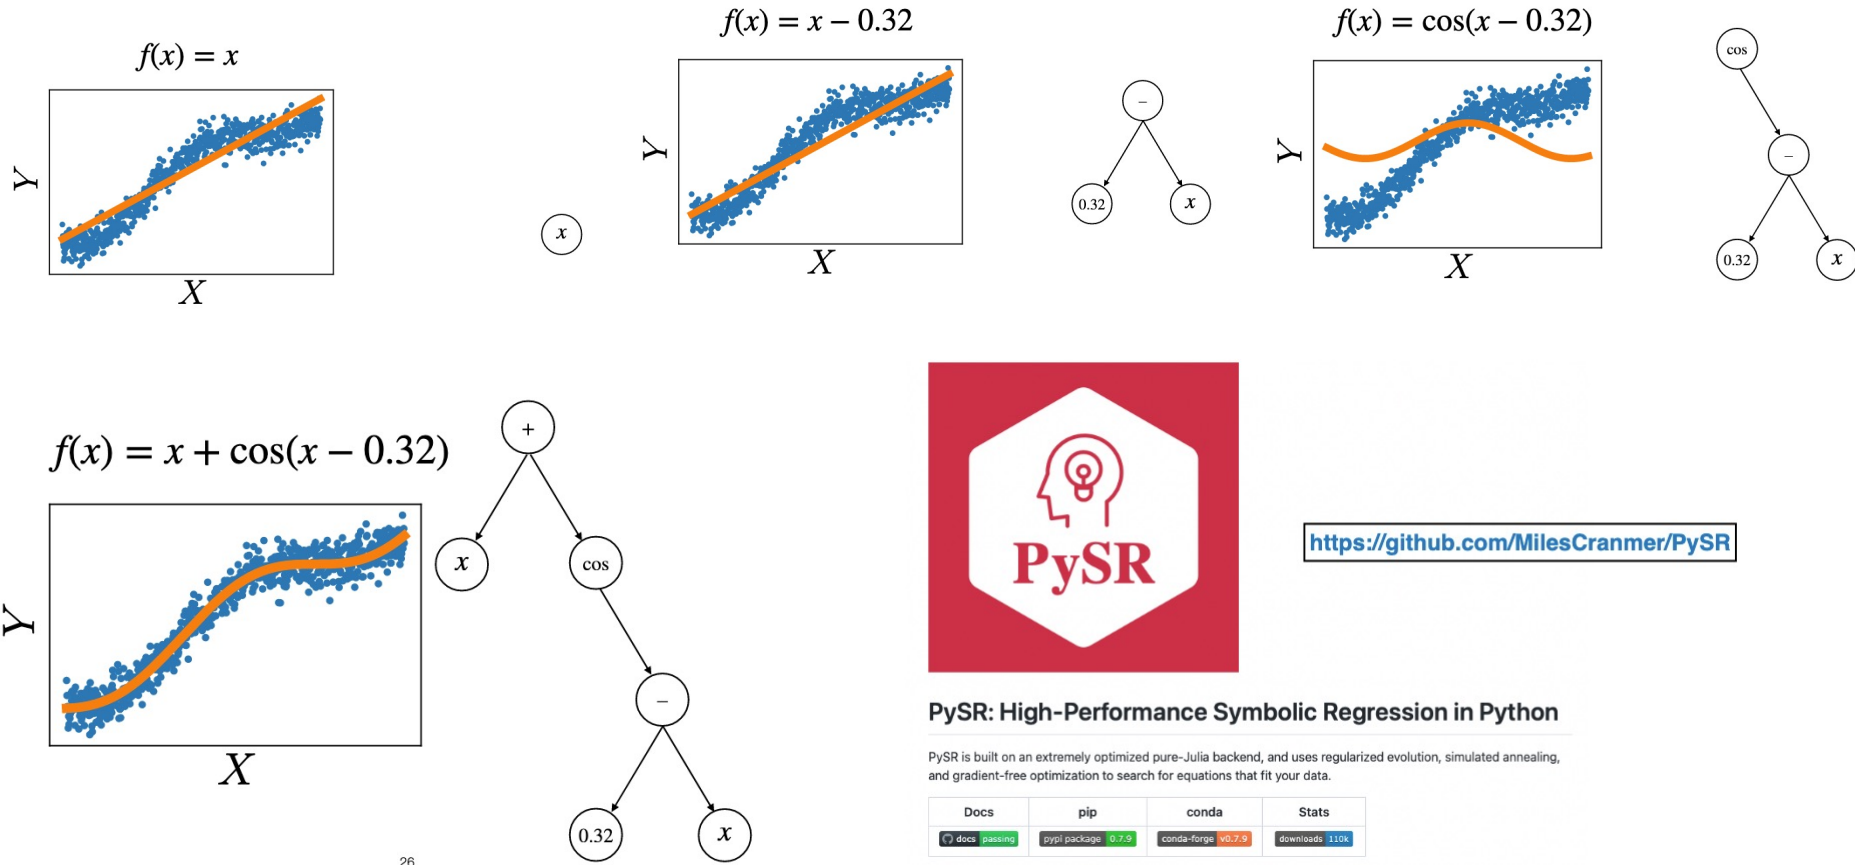 f(x) = x
Y
X
x
f(x) = x − 0.32
Y
X
−
0.32
x
f(x) = cos(x − 0.32)
Y
X
cos
−
0.32
x
f(x) = x + cos(x − 0.32)
Y
X
+
x
cos
−
0.32
x
26
PySR
https://github.com/MilesCranmer/PySR
PySR: High-Performance Symbolic Regression in Python
PySR is built on an extremely optimized pure-Julia backend, and uses regularized evolution, simulated annealing,
and gradient-free optimization to search for equations that fit your data.
Docs pip conda Stats
docs passing pypi package 0.7.9 conda-forge v0.7.9 downloads 110k